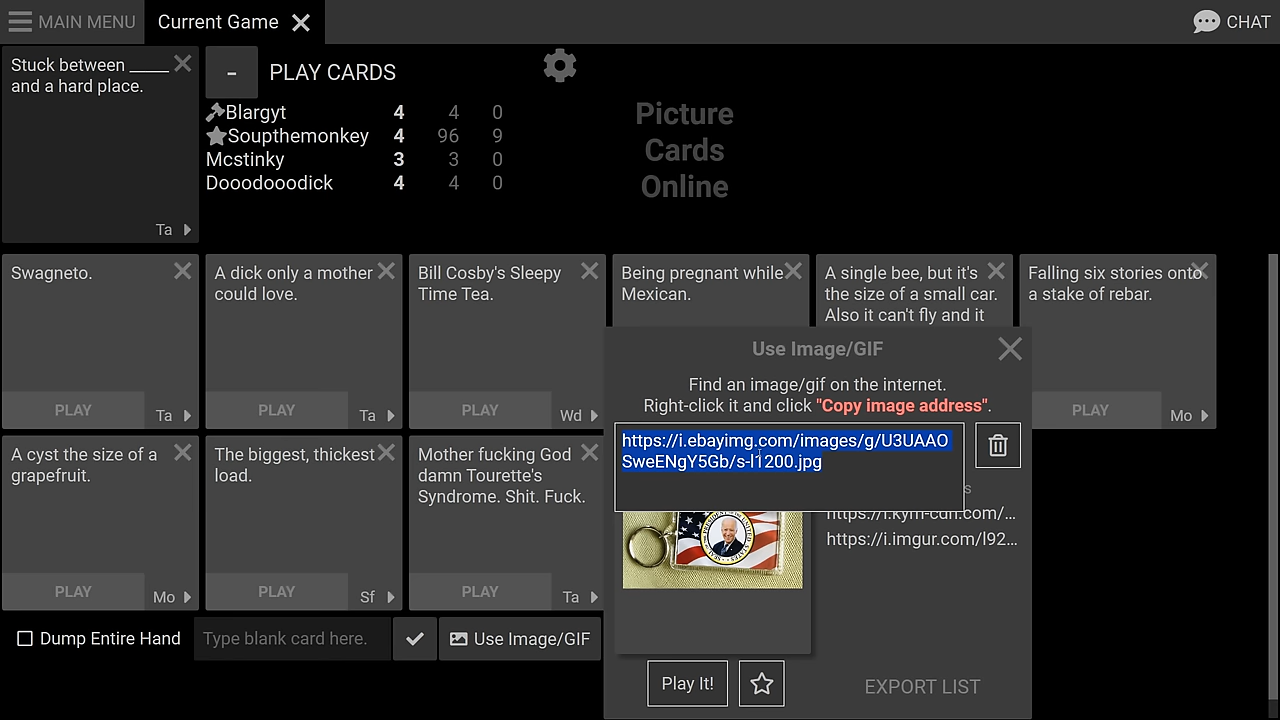 MAIN MENU
Current Game
CHAT
Stuck between _____
and a hard place.
Ta
-
PLAY CARDS
Blargyt 4 4 0
Soupthemonkey 4 96 9
Mcstinky 3 3 0
Dooodooodick 4 4 0
Picture
Cards
Online
Swagneto.
PLAY
Ta
A dick only a mother
could love.
PLAY
Ta
Bill Cosby's Sleepy
Time Tea.
PLAY
Wd
Being pregnant while
Mexican.
A single bee, but it's
the size of a small car.
Also it can't fly and it
Falling six stories onto
a stake of rebar.
PLAY
Mo
A cyst the size of a
grapefruit.
PLAY
Mo
The biggest, thickest
load.
PLAY
Sf
Mother fucking God
damn Tourette's
Syndrome. Shit. Fuck.
PLAY
Ta
Use Image/GIF
Find an image/gif on the internet.
Right-click it and click "Copy image address".
https://i.ebayimg.com/images/g/U3UAAO
SweENgY5Gb/s-l1200.jpg
s
https://i.kym-cdn.com/...
https://i.imgur.com/l92...
Play It!
EXPORT LIST
Dump Entire Hand
Type blank card here.
Use Image/GIF